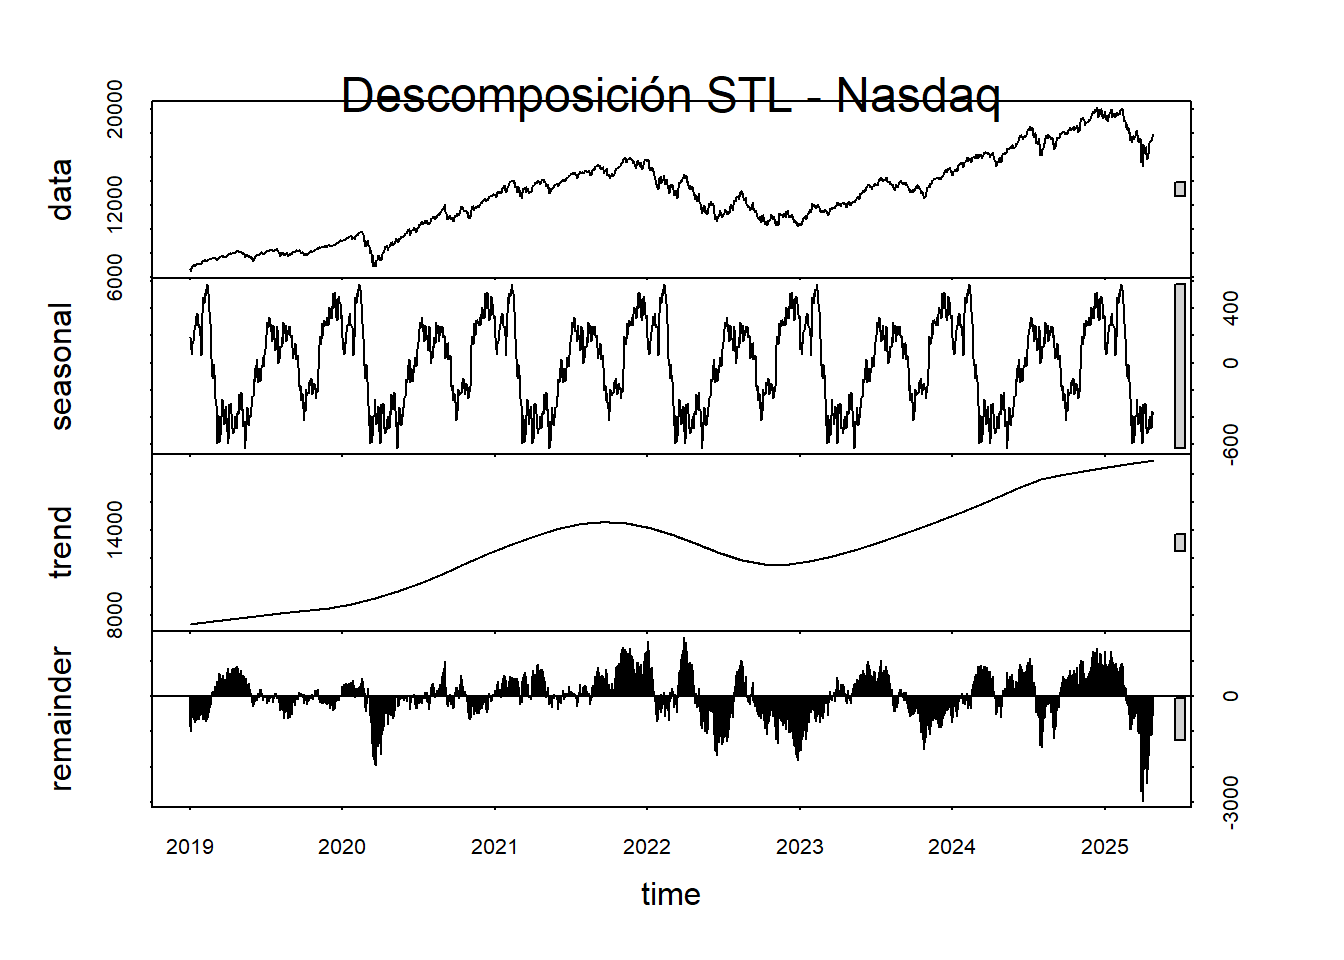 Descomposición STL - Nasdaq
data
6000 12000 20000
seasonal
-600 0 400
trend
8000 14000
remainder
-3000 0
2019 2020 2021 2022 2023 2024 2025
time